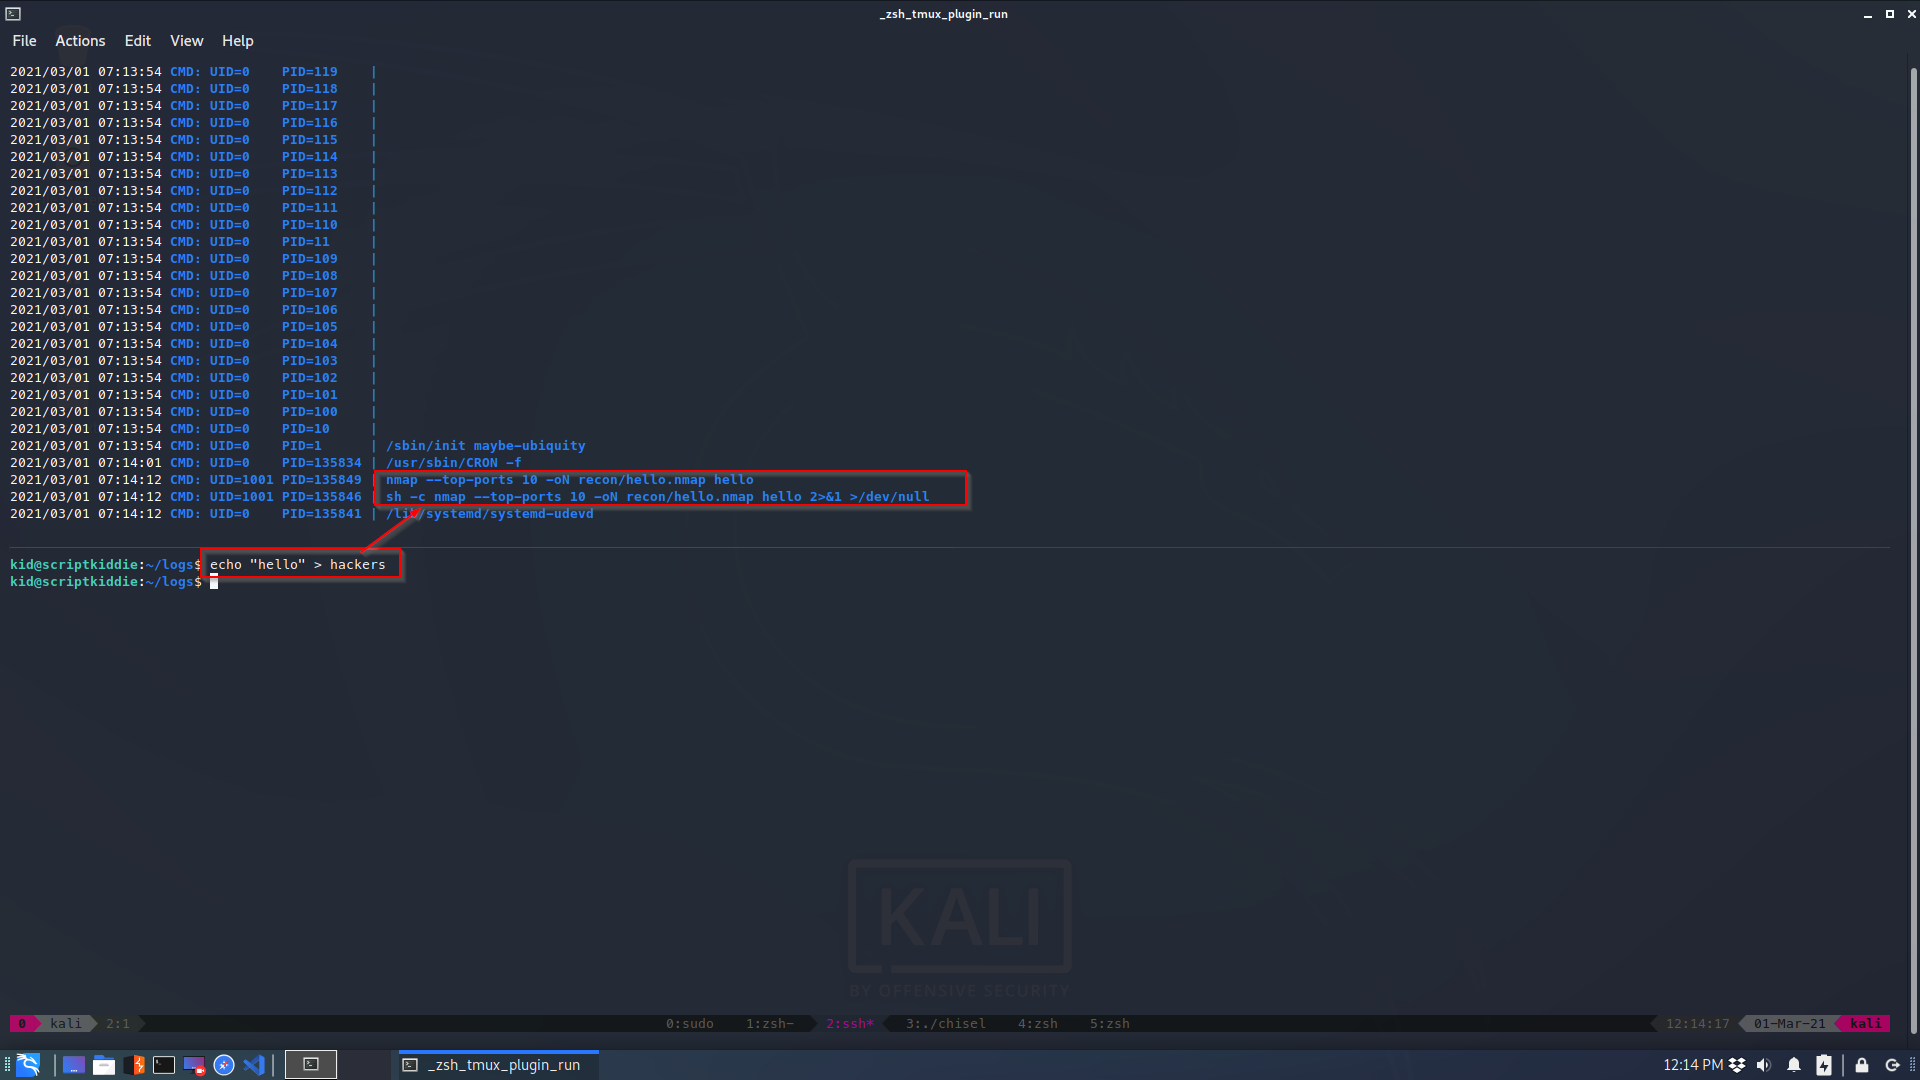 _zsh_tmux_plugin_run
File Actions Edit View Help
2021/03/01 07:13:54 CMD: UID=0    PID=119    |
2021/03/01 07:13:54 CMD: UID=0    PID=118    |
2021/03/01 07:13:54 CMD: UID=0    PID=117    |
2021/03/01 07:13:54 CMD: UID=0    PID=116    |
2021/03/01 07:13:54 CMD: UID=0    PID=115    |
2021/03/01 07:13:54 CMD: UID=0    PID=114    |
2021/03/01 07:13:54 CMD: UID=0    PID=113    |
2021/03/01 07:13:54 CMD: UID=0    PID=112    |
2021/03/01 07:13:54 CMD: UID=0    PID=111    |
2021/03/01 07:13:54 CMD: UID=0    PID=110    |
2021/03/01 07:13:54 CMD: UID=0    PID=11     |
2021/03/01 07:13:54 CMD: UID=0    PID=109    |
2021/03/01 07:13:54 CMD: UID=0    PID=108    |
2021/03/01 07:13:54 CMD: UID=0    PID=107    |
2021/03/01 07:13:54 CMD: UID=0    PID=106    |
2021/03/01 07:13:54 CMD: UID=0    PID=105    |
2021/03/01 07:13:54 CMD: UID=0    PID=104    |
2021/03/01 07:13:54 CMD: UID=0    PID=103    |
2021/03/01 07:13:54 CMD: UID=0    PID=102    |
2021/03/01 07:13:54 CMD: UID=0    PID=101    |
2021/03/01 07:13:54 CMD: UID=0    PID=100    |
2021/03/01 07:13:54 CMD: UID=0    PID=10     |
2021/03/01 07:13:54 CMD: UID=0    PID=1      | /sbin/init maybe-ubiquity
2021/03/01 07:14:01 CMD: UID=0    PID=135834 | /usr/sbin/CRON -f
2021/03/01 07:14:12 CMD: UID=1001 PID=135849 | nmap --top-ports 10 -oN recon/hello.nmap hello
2021/03/01 07:14:12 CMD: UID=1001 PID=135846 | sh -c nmap --top-ports 10 -oN recon/hello.nmap hello 2>&1 >/dev/null
2021/03/01 07:14:12 CMD: UID=0    PID=135841 | /lib/systemd/systemd-udevd
kid@scriptkiddie:~/logs$ echo "hello" > hackers
kid@scriptkiddie:~/logs$
KALI
BY OFFENSIVE SECURITY
0 kali 2:1 0:sudo 1:zsh- 2:ssh* 3:./chisel 4:zsh 5:zsh 12:14:17 01-Mar-21 kali
_zsh_tmux_plugin_run 12:14 PM